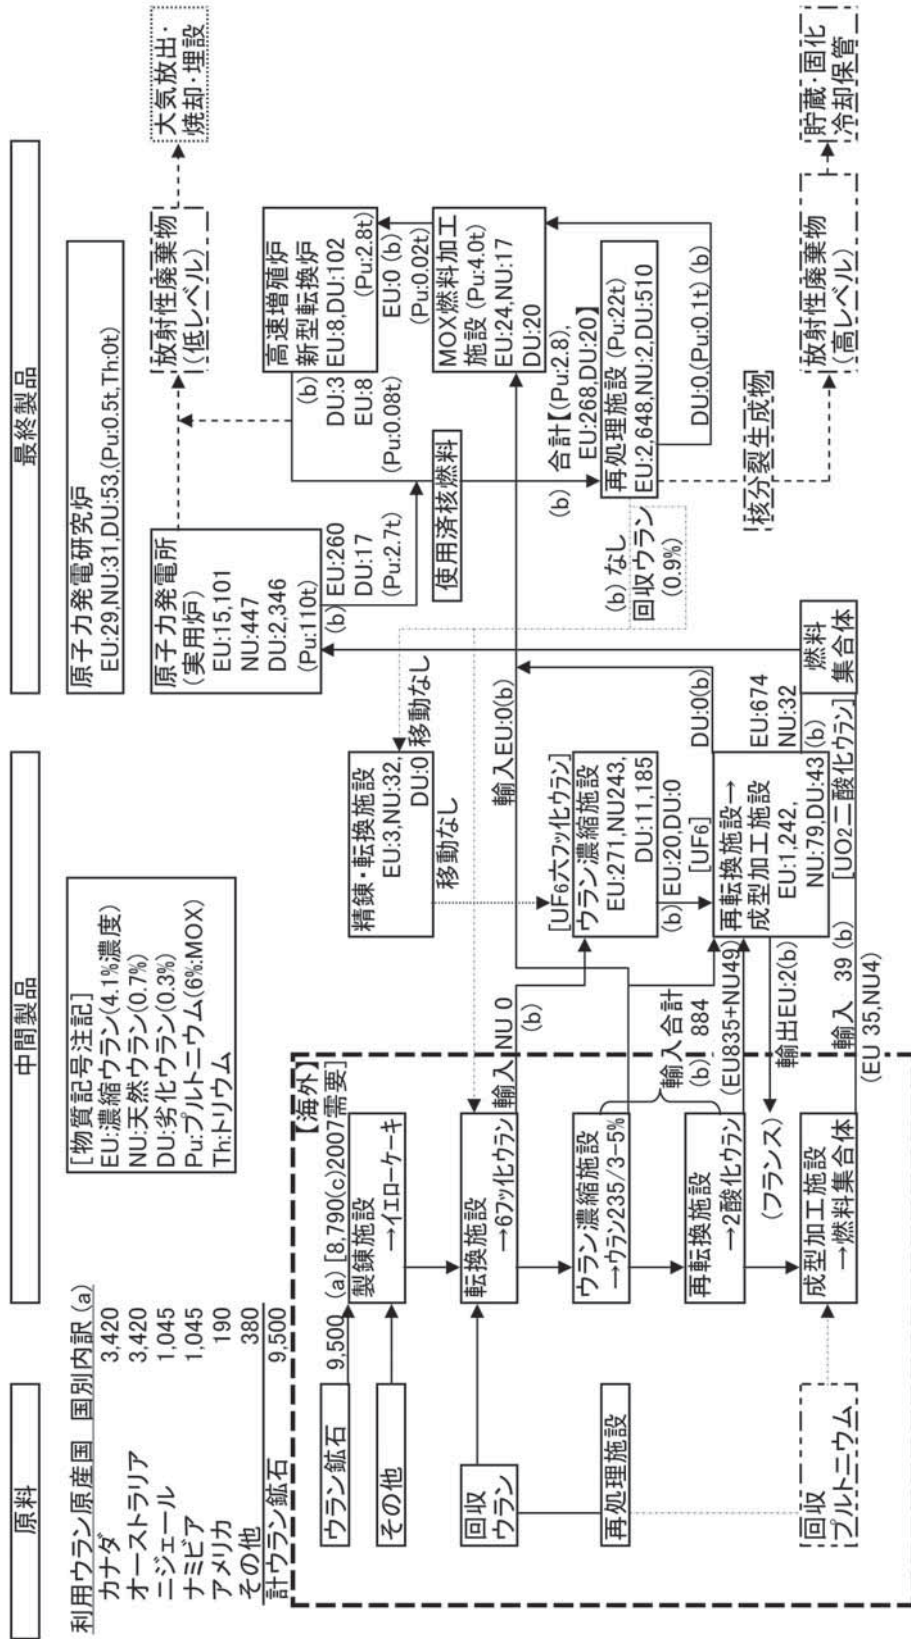 原料
中間製品
最終製品
利用ウラン原産国 国別内訳(a)
カナダ 3,420
オーストラリア 3,420
ニジェール 1,045
ナミビア 1,045
アメリカ 190
その他 380
計ウラン鉱石 9,500
[物質記号注記]
EU:濃縮ウラン(4.1%濃度)
NU:天然ウラン(0.7%)
DU:劣化ウラン(0.3%)
Pu:プルトニウム(6%:MOX)
Th:トリウム
原子力発電研究炉
EU:29,NU:31,DU:53,(Pu:0.5t,Th:0t)
原子力発電所
(実用炉)
EU:15,101
NU:447
DU:2,346
(Pu:110t)
放射性廃棄物
(低レベル)
大気放出・
焼却・埋設
【海外】
ウラン鉱石
9,500 (a) [8,790(c)2007需要]
製錬施設
→イエローケーキ
その他
精錬・転換施設
EU:3,NU:32,
DU:0
移動なし
移動なし
(b)
EU:260
DU:17
(Pu:2.7t)
(b)
DU:3
EU:8
(Pu:0.08t)
高速増殖炉
新型転換炉
EU:8,DU:102
(Pu:2.8t)
EU:0 (b)
(Pu:0.02t)
使用済核燃料
MOX燃料加工
施設 (Pu:4.0t)
EU:24,NU:17
DU:20
回収
ウラン
転換施設
→6フッ化ウラン
輸入 NU 0
(b)
輸入EU:0(b)
[UF6六フッ化ウラン]
ウラン濃縮施設
EU:271,NU243,
DU:11,185
(b) EU:20,DU:0
[UF6]
(b) 合計【(Pu:2.8),
EU:268,DU:20】
再処理施設 (Pu:22t)
EU:2,648,NU:2,DU:510
(b) なし
回収ウラン
(0.9%)
DU:0,(Pu:0.1t) (b)
再処理施設
ウラン濃縮施設
→ウラン235/3-5%
輸入合計
(b) 884
(EU835+NU49)
再転換施設
→2酸化ウラン
再転換施設→
成型加工施設
EU:1,242,
NU:79,DU:43
DU:0(b)
EU:674
NU:32
(b)
核分裂生成物
輸出EU:2(b)
(フランス)
回収
プルトニウム
成型加工施設
→燃料集合体
輸入 39 (b) [UO2二酸化ウラン]
(EU 35,NU4)
燃料
集合体
放射性廃棄物
(高レベル)
貯蔵・固化
冷却保管